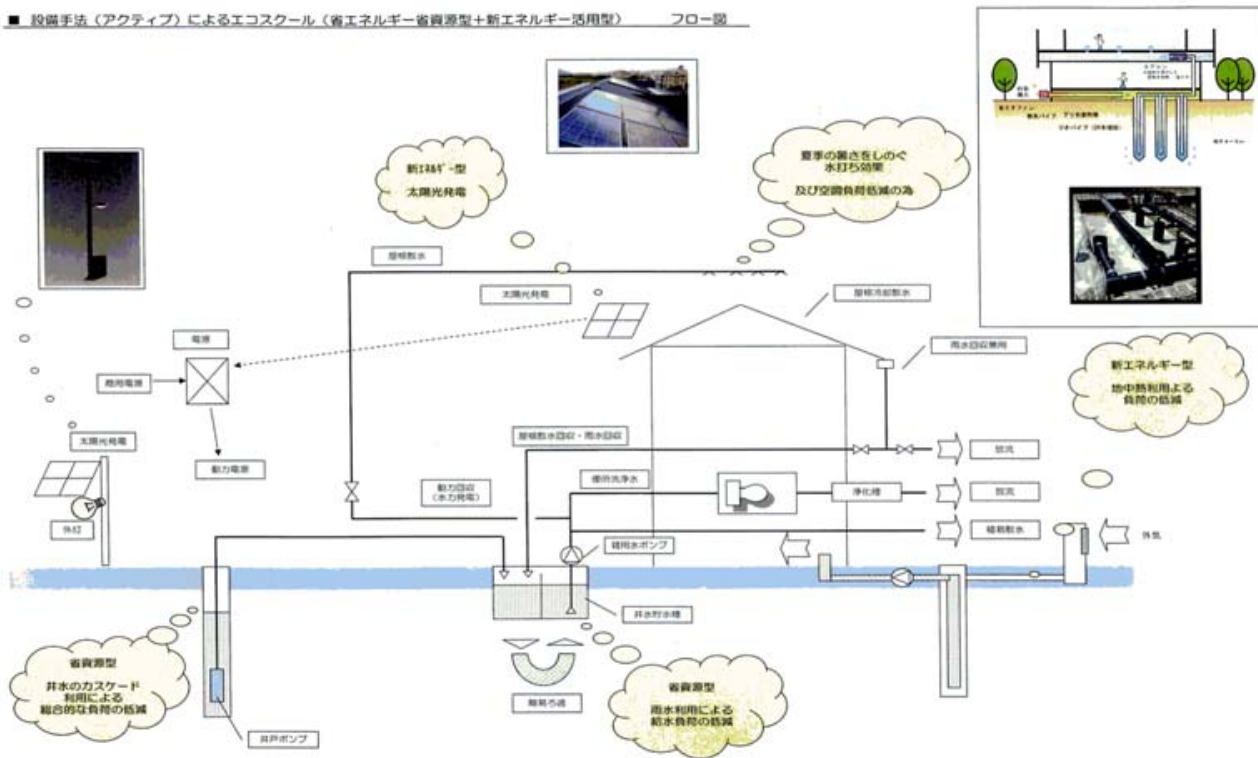 ■ 設備手法（アクティブ）によるエコスクール（省エネルギー省資源型＋新エネルギー活用型）　フロー図
新ｴﾈﾙｷﾞｰ型
太陽光発電
夏季の暑さをしのぐ
水打ち効果
及び空調負荷低減の為
屋根散水
太陽光発電
屋根冷却散水
電源
雨水回収兼用
商用電源
新エネルギー型
地中熱利用よる
負荷の低減
太陽光発電
動力電源
屋根散水回収・雨水回収
放流
動力回収
（水力発電）
便所洗浄水
浄化槽
放流
外灯
雑用水ポンプ
外気
井水貯水槽
省資源型
井水のカスケード
利用による
総合的な負荷の低減
簡易ろ過
省資源型
雨水利用による
給水負荷の低減
井戸ポンプ